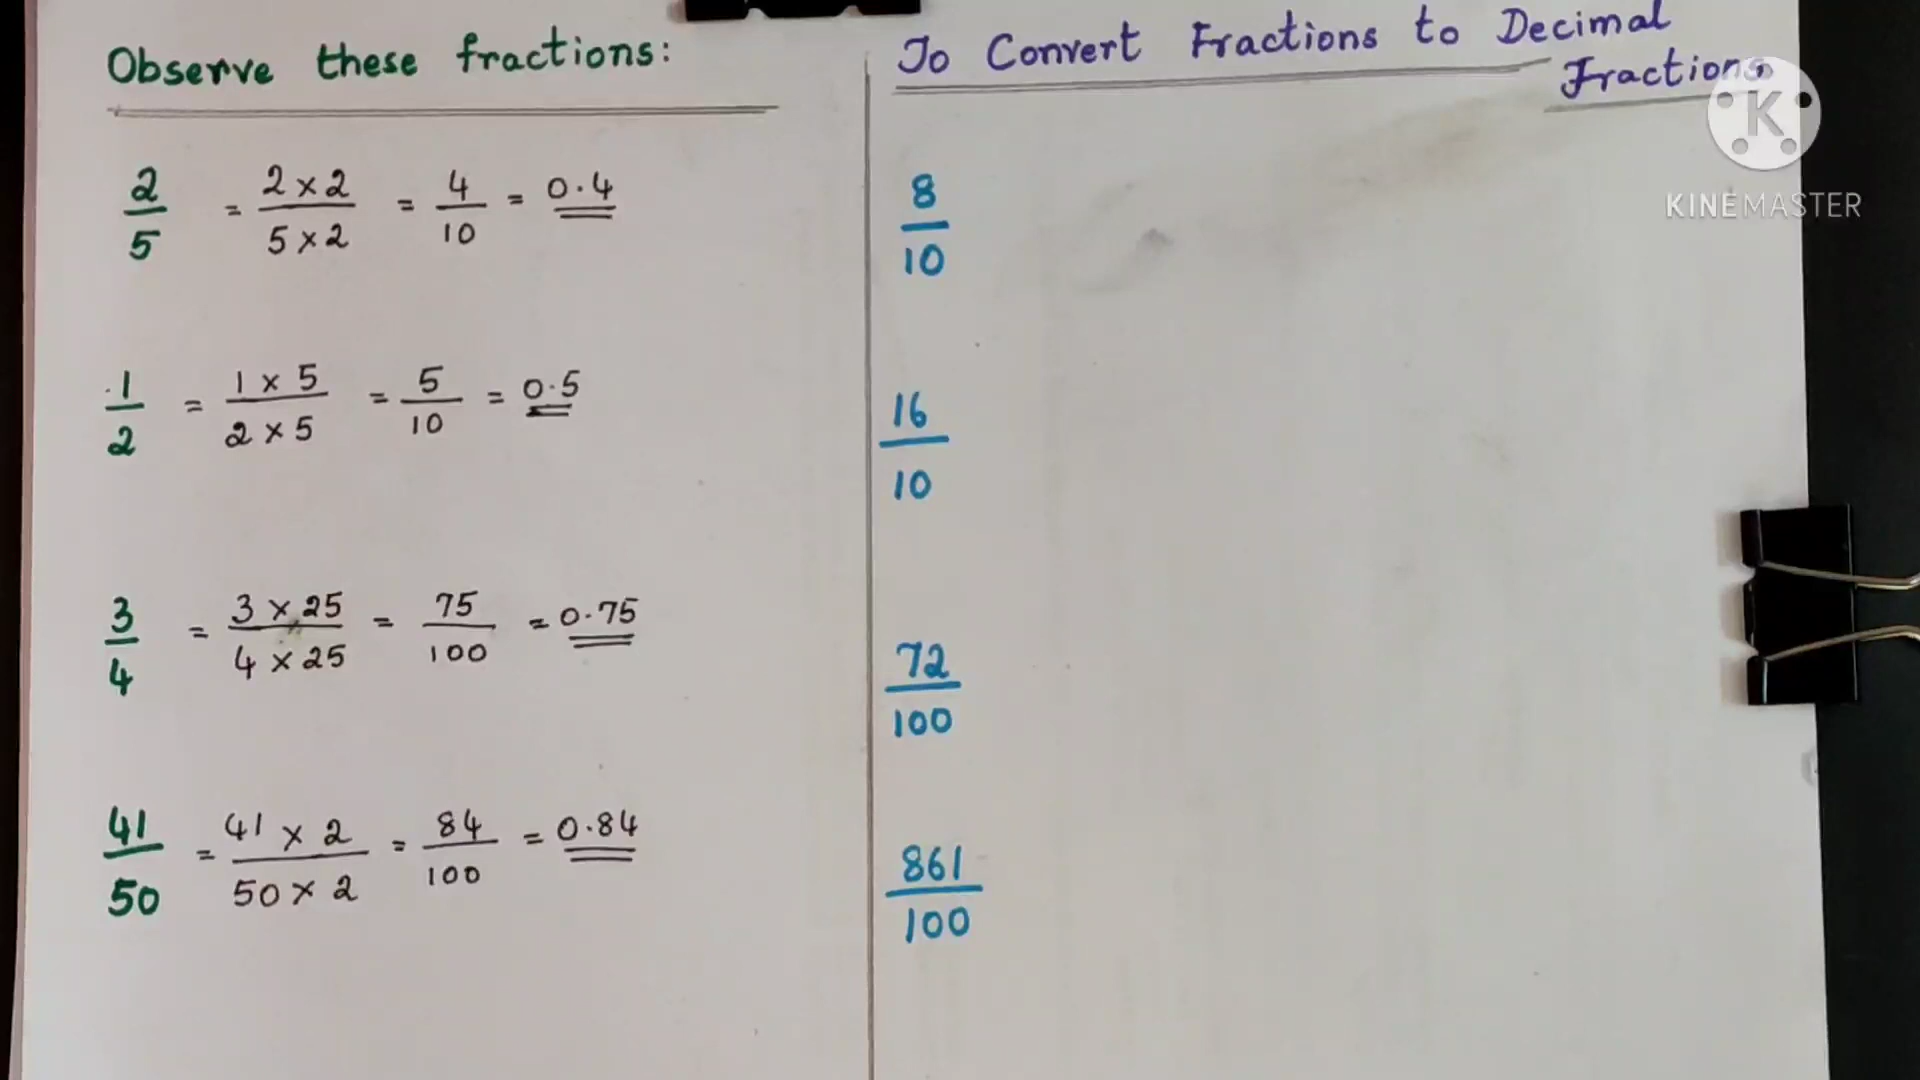 Observe these fractions:
2/5 = 2 × 2 / 5 × 2 = 4/10 = 0.4
1/2 = 1 × 5 / 2 × 5 = 5/10 = 0.5
3/4 = 3 × 25 / 4 × 25 = 75/100 = 0.75
41/50 = 41 × 2 / 50 × 2 = 84/100 = 0.84
To Convert Fractions to Decimal
Fractions
8/10
16/10
72/100
861/100
K
KINEMASTER